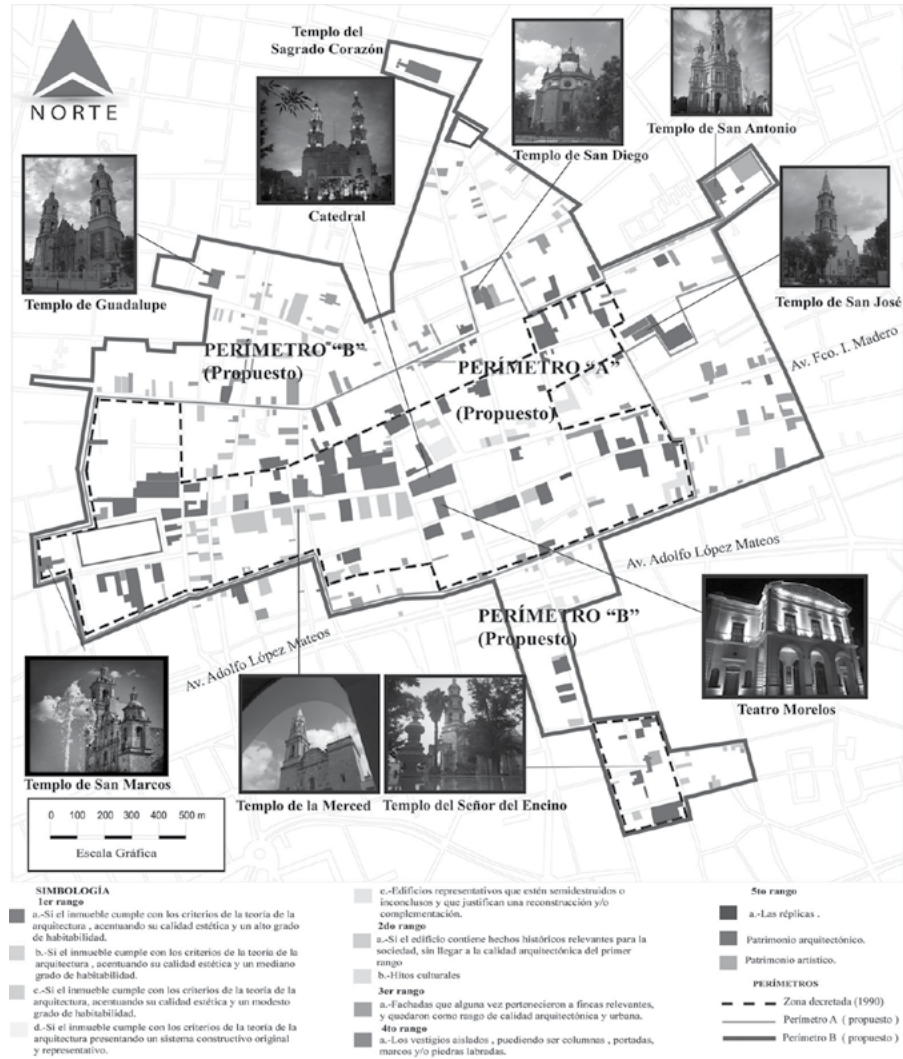 NORTE
Templo del
Sagrado Corazón
Catedral
Templo de San Diego
Templo de San Antonio
Templo de Guadalupe
Templo de San José
PERÍMETRO “B”
(Propuesto)
PERÍMETRO “A”
(Propuesto)
Av. Fco. I. Madero
Av. Adolfo López Mateos
PERÍMETRO “B”
(Propuesto)
Av. Adolfo López Mateos
Teatro Morelos
Templo de San Marcos
Templo de la Merced
Templo del Señor del Encino
0 100 200 300 400 500 m
Escala Gráfica
SIMBOLOGÍA
1er rango
a.-Si el inmueble cumple con los criterios de la teoría de la
arquitectura , acentuando su calidad estética y un alto grado
de habitabilidad.
b.-Si el inmueble cumple con los criterios de la teoría de la
arquitectura , acentuando su calidad estética y un mediano
grado de habitabilidad.
c.-Si el inmueble cumple con los criterios de la teoría de la
arquitectura, acentuando su calidad estética y un modesto
grado de habitabilidad.
d.-Si el inmueble cumple con los criterios de la teoría de la
arquitectura presentando un sistema constructivo original
y representativo.
e.-Edificios representativos que estén semidestruidos o
inconclusos y que justifican una reconstrucción y/o
complementación.
2do rango
a.-Si el edificio contiene hechos históricos relevantes para la
sociedad, sin llegar a la calidad arquitectónica del primer
rango
b.-Hitos culturales
3er rango
a.-Fachadas que alguna vez pertenecieron a fincas relevantes,
y quedaron como rasgo de calidad arquitectónica y urbana.
4to rango
a.-Los vestigios aislados , puediendo ser columnas , portadas,
marcos y/o piedras labradas.
5to rango
a.-Las réplicas .
Patrimonio arquitectónico.
Patrimonio artístico.
PERÍMETROS
Zona decretada (1990)
Perímetro A ( propuesto )
Perímetro B ( propuesto )